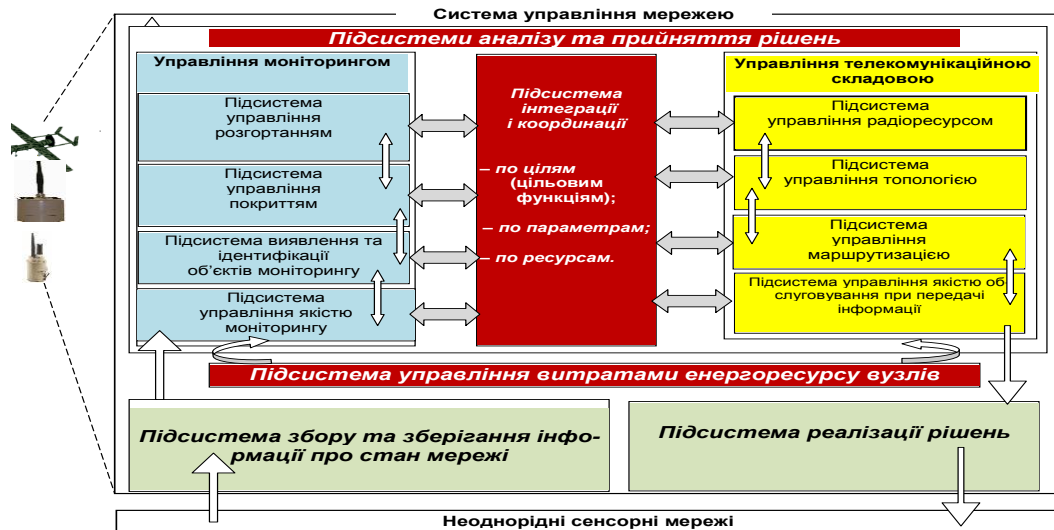 Система управління мережею
Підсистеми аналізу та прийняття рішень
Управління моніторингом
Підсистема
управління
розгортанням
Підсистема
управління
покриттям
Підсистема виявлення та
ідентифікації
об’єктів моніторингу
Підсистема
управління якістю
моніторингу
Підсистема
інтеграції
і координації
– по цілям
(цільовим
функціям);
– по параметрам;
– по ресурсам.
Управління телекомунікаційною
складовою
Підсистема
управління радіоресурсом
Підсистема
управління топологією
Підсистема
управління
маршрутизацією
Підсистема управління якістю об-
слуговування при передачі
інформації
Підсистема управління витратами енергоресурсу вузлів
Підсистема збору та зберігання інфо-
рмації про стан мережі
Підсистема реалізації рішень
Неоднорідні сенсорні мережі